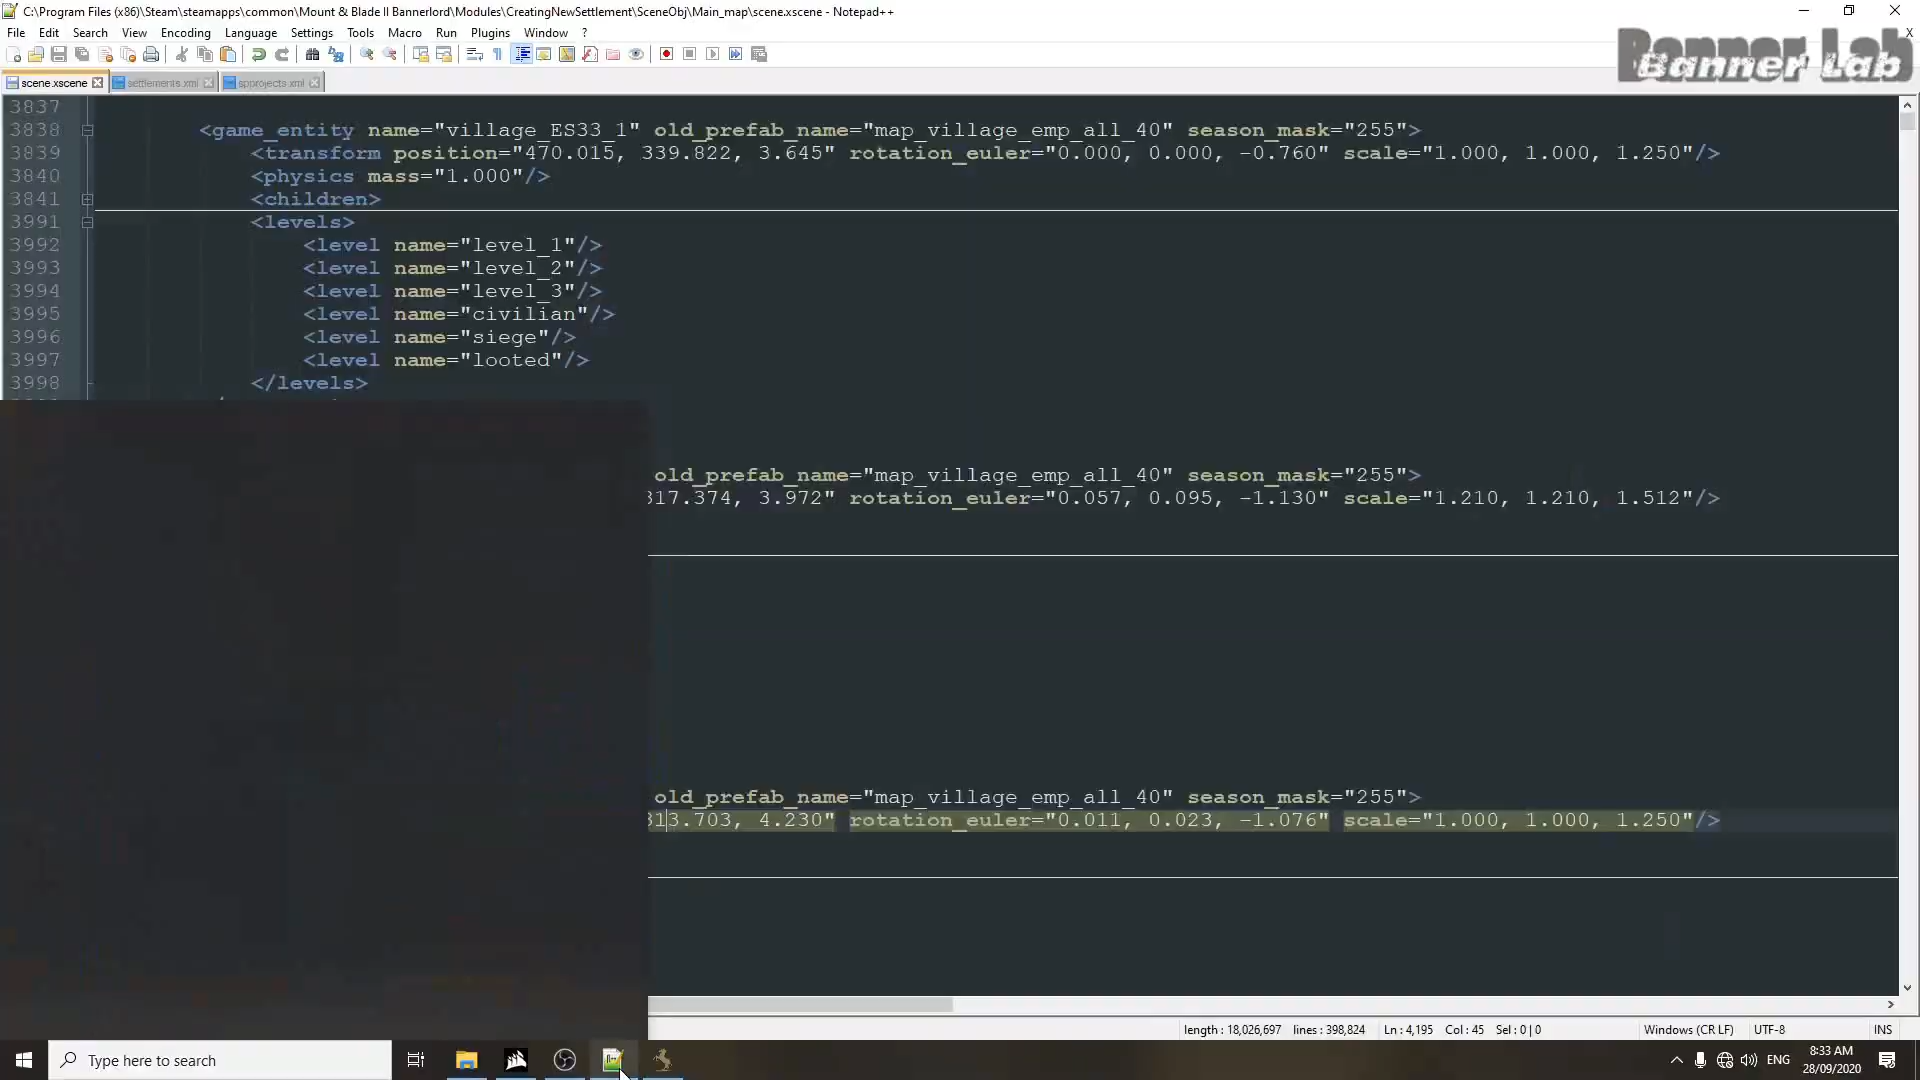 C:\Program Files (x86)\Steam\steamapps\common\Mount & Blade II Bannerlord\Modules\CreatingNewSettlement\SceneObj\Main_map\scene.xscene - Notepad++
File Edit Search View Encoding Language Settings Tools Macro Run Plugins Window ?
X
Banner Lab
scene.xscene settlements.xml spprojects.xml
3837
3838 <game_entity name="village_ES33_1" old_prefab_name="map_village_emp_all_40" season_mask="255">
3839 <transform position="470.015, 339.822, 3.645" rotation_euler="0.000, 0.000, -0.760" scale="1.000, 1.000, 1.250"/>
3840 <physics mass="1.000"/>
3841 <children>
3991 <levels>
3992 <level name="level_1"/>
3993 <level name="level_2"/>
3994 <level name="level_3"/>
3995 <level name="civilian"/>
3996 <level name="siege"/>
3997 <level name="looted"/>
3998 </levels>
old_prefab_name="map_village_emp_all_40" season_mask="255">
317.374, 3.972" rotation_euler="0.057, 0.095, -1.130" scale="1.210, 1.210, 1.512"/>
old_prefab_name="map_village_emp_all_40" season_mask="255">
313.703, 4.230" rotation_euler="0.011, 0.023, -1.076" scale="1.000, 1.000, 1.250"/>
length : 18,026,697 lines : 398,824 Ln : 4,195 Col : 45 Sel : 0 | 0 Windows (CR LF) UTF-8 INS
Type here to search
ENG
8:33 AM
28/09/2020